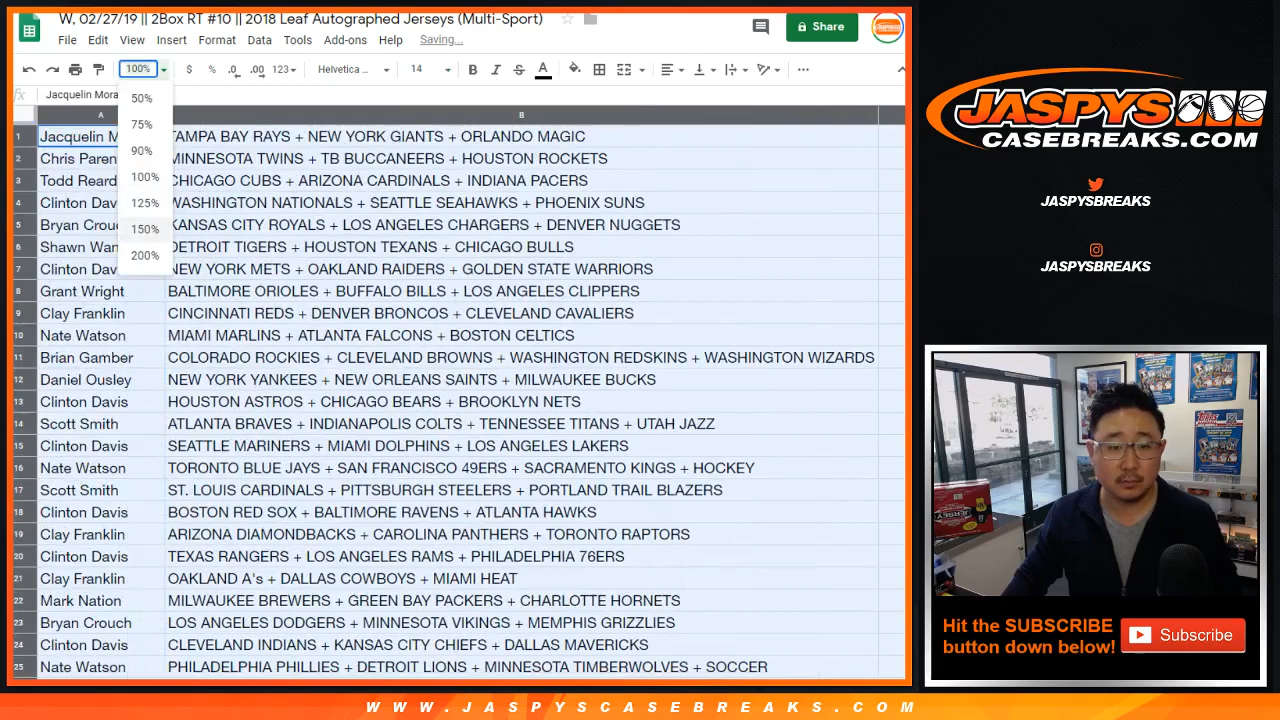 W, 02/27/19 || 2Box RT #10 || 2018 Leaf Autographed Jerseys (Multi-Sport)
File Edit View Insert Format Data Tools Add-ons Help Saving...
Share
100% $ % .0 .00 123 Helvetica ... 14 B I S A
fx Jacquelin Mora
A B
1 Jacquelin M TAMPA BAY RAYS + NEW YORK GIANTS + ORLANDO MAGIC
2 Chris Paren MINNESOTA TWINS + TB BUCCANEERS + HOUSTON ROCKETS
3 Todd Reard CHICAGO CUBS + ARIZONA CARDINALS + INDIANA PACERS
4 Clinton Davi WASHINGTON NATIONALS + SEATTLE SEAHAWKS + PHOENIX SUNS
5 Bryan Crouc KANSAS CITY ROYALS + LOS ANGELES CHARGERS + DENVER NUGGETS
6 Shawn Wan DETROIT TIGERS + HOUSTON TEXANS + CHICAGO BULLS
7 Clinton Davi NEW YORK METS + OAKLAND RAIDERS + GOLDEN STATE WARRIORS
8 Grant Wright BALTIMORE ORIOLES + BUFFALO BILLS + LOS ANGELES CLIPPERS
9 Clay Franklin CINCINNATI REDS + DENVER BRONCOS + CLEVELAND CAVALIERS
10 Nate Watson MIAMI MARLINS + ATLANTA FALCONS + BOSTON CELTICS
11 Brian Gamber COLORADO ROCKIES + CLEVELAND BROWNS + WASHINGTON REDSKINS + WASHINGTON WIZARDS
12 Daniel Ousley NEW YORK YANKEES + NEW ORLEANS SAINTS + MILWAUKEE BUCKS
13 Clinton Davis HOUSTON ASTROS + CHICAGO BEARS + BROOKLYN NETS
14 Scott Smith ATLANTA BRAVES + INDIANAPOLIS COLTS + TENNESSEE TITANS + UTAH JAZZ
15 Clinton Davis SEATTLE MARINERS + MIAMI DOLPHINS + LOS ANGELES LAKERS
16 Nate Watson TORONTO BLUE JAYS + SAN FRANCISCO 49ERS + SACRAMENTO KINGS + HOCKEY
17 Scott Smith ST. LOUIS CARDINALS + PITTSBURGH STEELERS + PORTLAND TRAIL BLAZERS
18 Clinton Davis BOSTON RED SOX + BALTIMORE RAVENS + ATLANTA HAWKS
19 Clay Franklin ARIZONA DIAMONDBACKS + CAROLINA PANTHERS + TORONTO RAPTORS
20 Clinton Davis TEXAS RANGERS + LOS ANGELES RAMS + PHILADELPHIA 76ERS
21 Clay Franklin OAKLAND A's + DALLAS COWBOYS + MIAMI HEAT
22 Mark Nation MILWAUKEE BREWERS + GREEN BAY PACKERS + CHARLOTTE HORNETS
23 Bryan Crouch LOS ANGELES DODGERS + MINNESOTA VIKINGS + MEMPHIS GRIZZLIES
24 Clinton Davis CLEVELAND INDIANS + KANSAS CITY CHIEFS + DALLAS MAVERICKS
25 Nate Watson PHILADELPHIA PHILLIES + DETROIT LIONS + MINNESOTA TIMBERWOLVES + SOCCER
50%
75%
90%
100%
125%
150%
200%
JASPYS
CASEBREAKS.COM
JASPYSBREAKS
JASPYSBREAKS
Hit the SUBSCRIBE
button down below!
Subscribe
WWW.JASPYSCASEBREAKS.COM